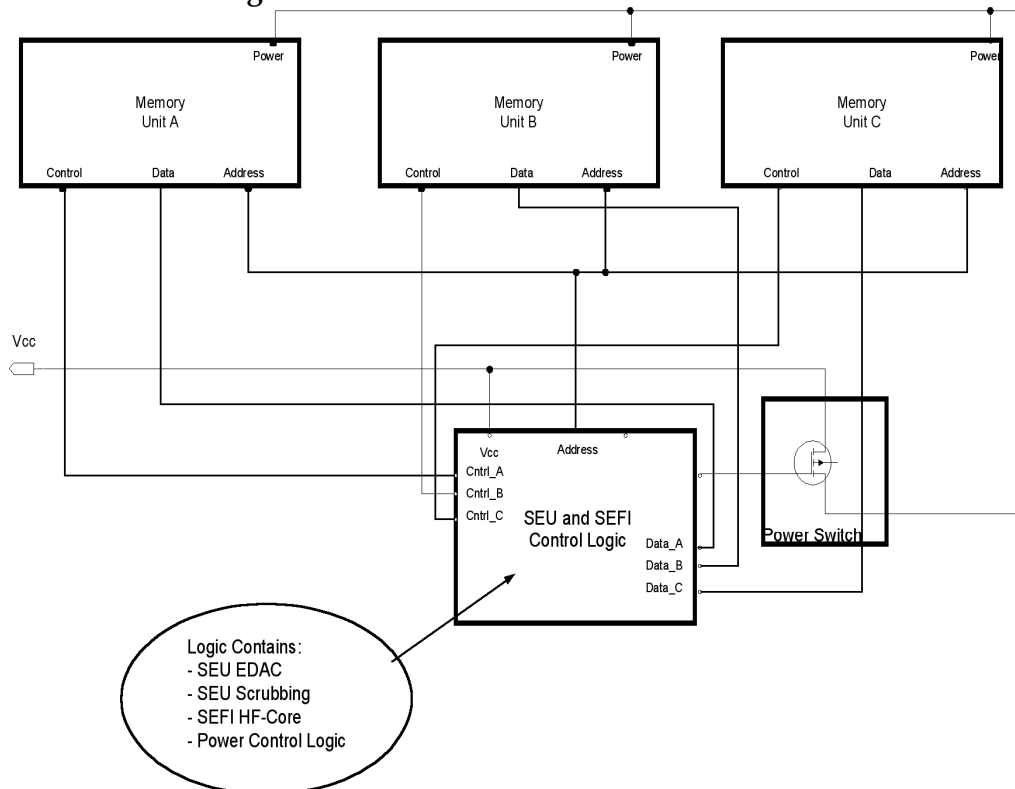 Power
Power
Power
Memory
Unit A
Memory
Unit B
Memory
Unit C
Control
Data
Address
Control
Data
Address
Control
Data
Address
Vcc
Vcc
Address
Cntrl_A
Cntrl_B
Cntrl_C
SEU and SEFI
Control Logic
Data_A
Data_B
Data_C
Power Switch
Logic Contains:
- SEU EDAC
- SEU Scrubbing
- SEFI HF-Core
- Power Control Logic